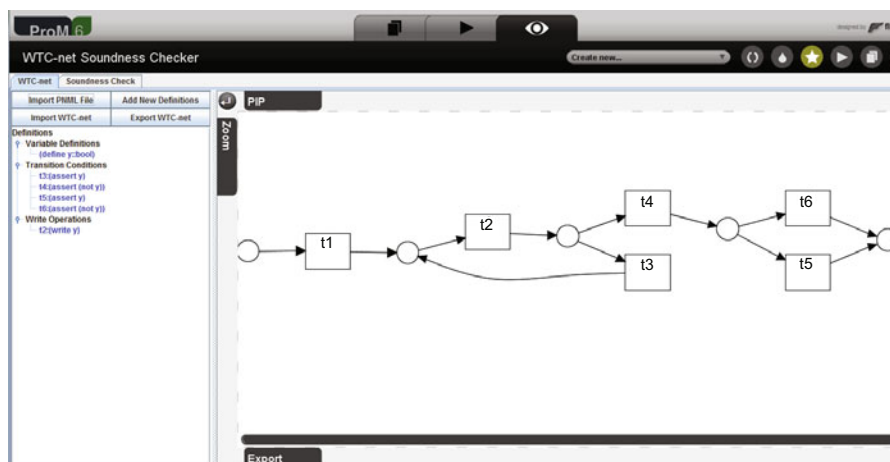 ProM 6
designed by
WTC-net Soundness Checker
Create new...
WTC-net Soundness Check
Import PNML File Add New Definitions
Import WTC-net Export WTC-net
Definitions
Variable Definitions
(define y::bool)
Transition Conditions
t3:(assert y)
t4:(assert (not y))
t5:(assert y)
t6:(assert (not y))
Write Operations
t2:(write y)
PIP
Zoom
t1
t2
t4
t3
t6
t5
Export